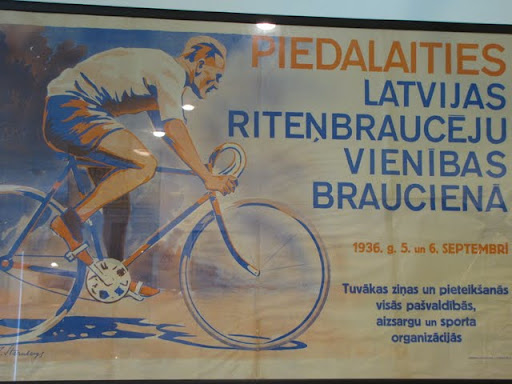 PIEDALAITIES
LATVIJAS
RITEŅBRAUCĒJU
VIENĪBAS
BRAUCIENĀ
1936. g. 5. un 6. SEPTEMBRĪ
Tuvākas ziņas un pieteikšanās
visās pašvaldībās,
aizsargu un sporta
organizācijās